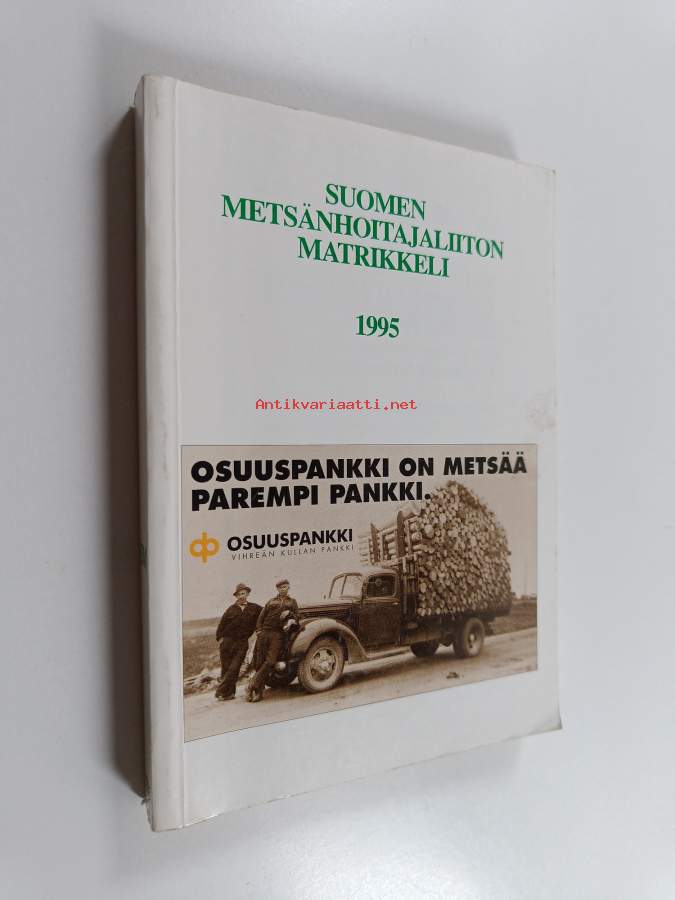 SUOMEN
METSÄNHOITAJALIITON
MATRIKKELI
1995
Antikvariaatti.net
OSUUSPANKKI ON METSÄÄ
PAREMPI PANKKI.
OSUUSPANKKI
VIHREÄN KULLAN PANKKI